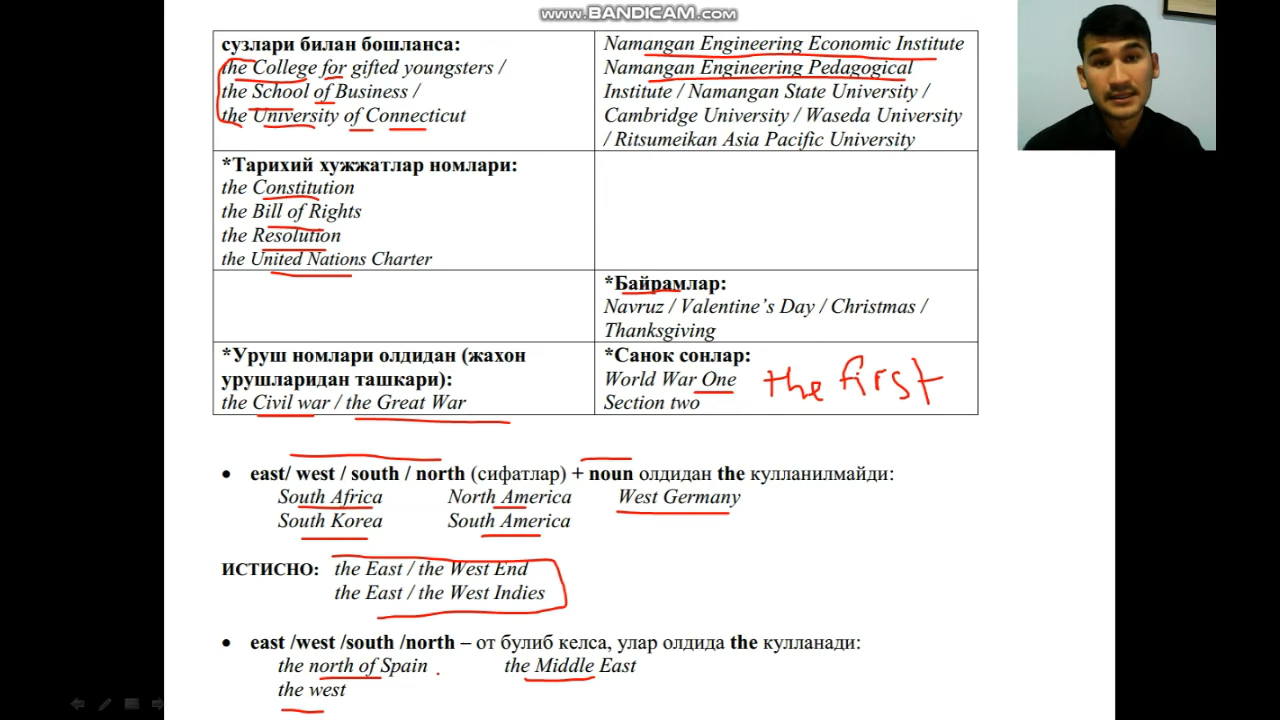 www.BANDICAM.com
сузлари билан бошланса:
the College for gifted youngsters /
the School of Business /
the University of Connecticut
Namangan Engineering Economic Institute
Namangan Engineering Pedagogical
Institute / Namangan State University /
Cambridge University / Waseda University
/ Ritsumeikan Asia Pacific University
*Тарихий хужжатлар номлари:
the Constitution
the Bill of Rights
the Resolution
the United Nations Charter
*Байрамлар:
Navruz / Valentine’s Day / Christmas /
Thanksgiving
*Уруш номлари олдидан (жахон
урушларидан ташкари):
the Civil war / the Great War
*Санок сонлар:
World War One
Section two
the first
• east/ west / south / north (сифатлар) + noun олдидан the кулланилмайди:
South Africa North America West Germany
South Korea South America
ИСТИСНО: the East / the West End
the East / the West Indies
• east /west /south /north – от булиб келса, улар олдида the кулланади:
the north of Spain the Middle East
the west